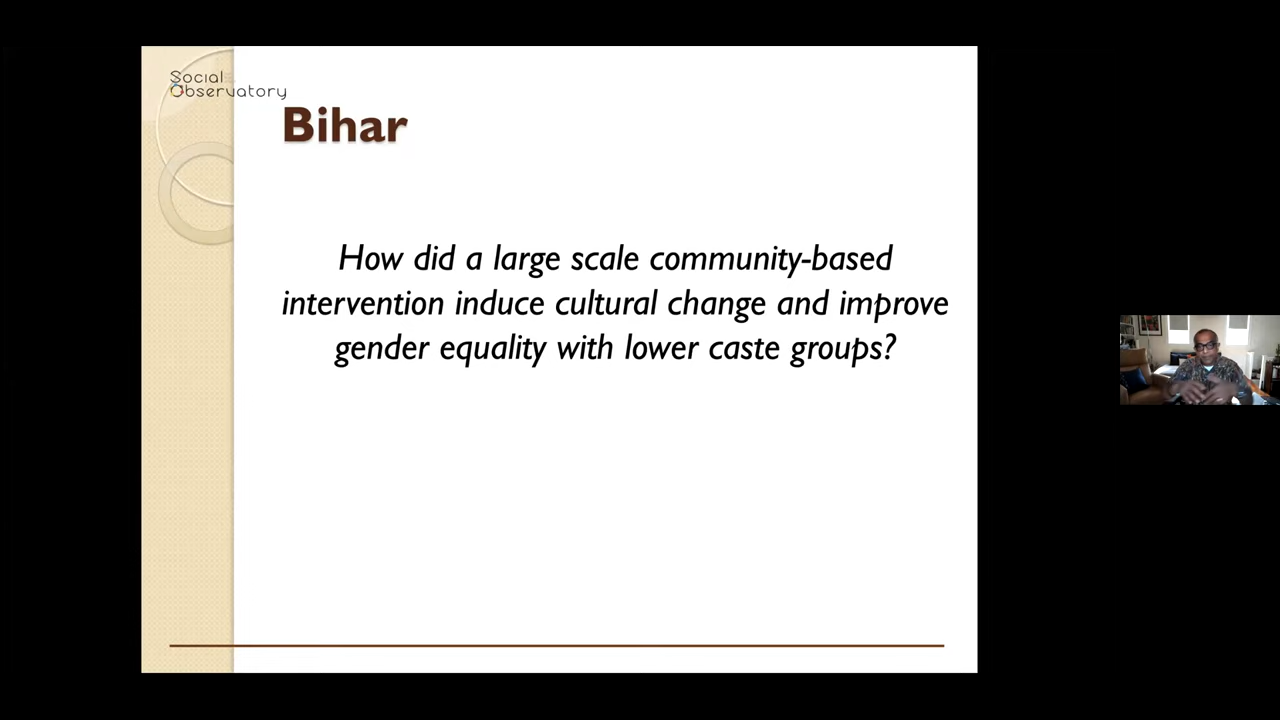 Social
Observatory
Bihar
How did a large scale community-based
intervention induce cultural change and improve
gender equality with lower caste groups?